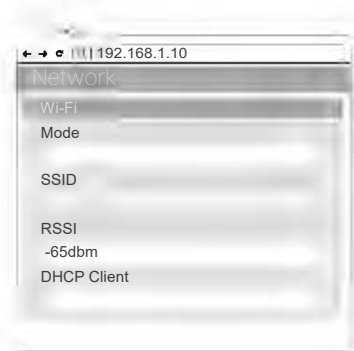 192.168.1.10
Network
Wi-Fi
Mode
SSID
RSSI
-65dbm
DHCP Client